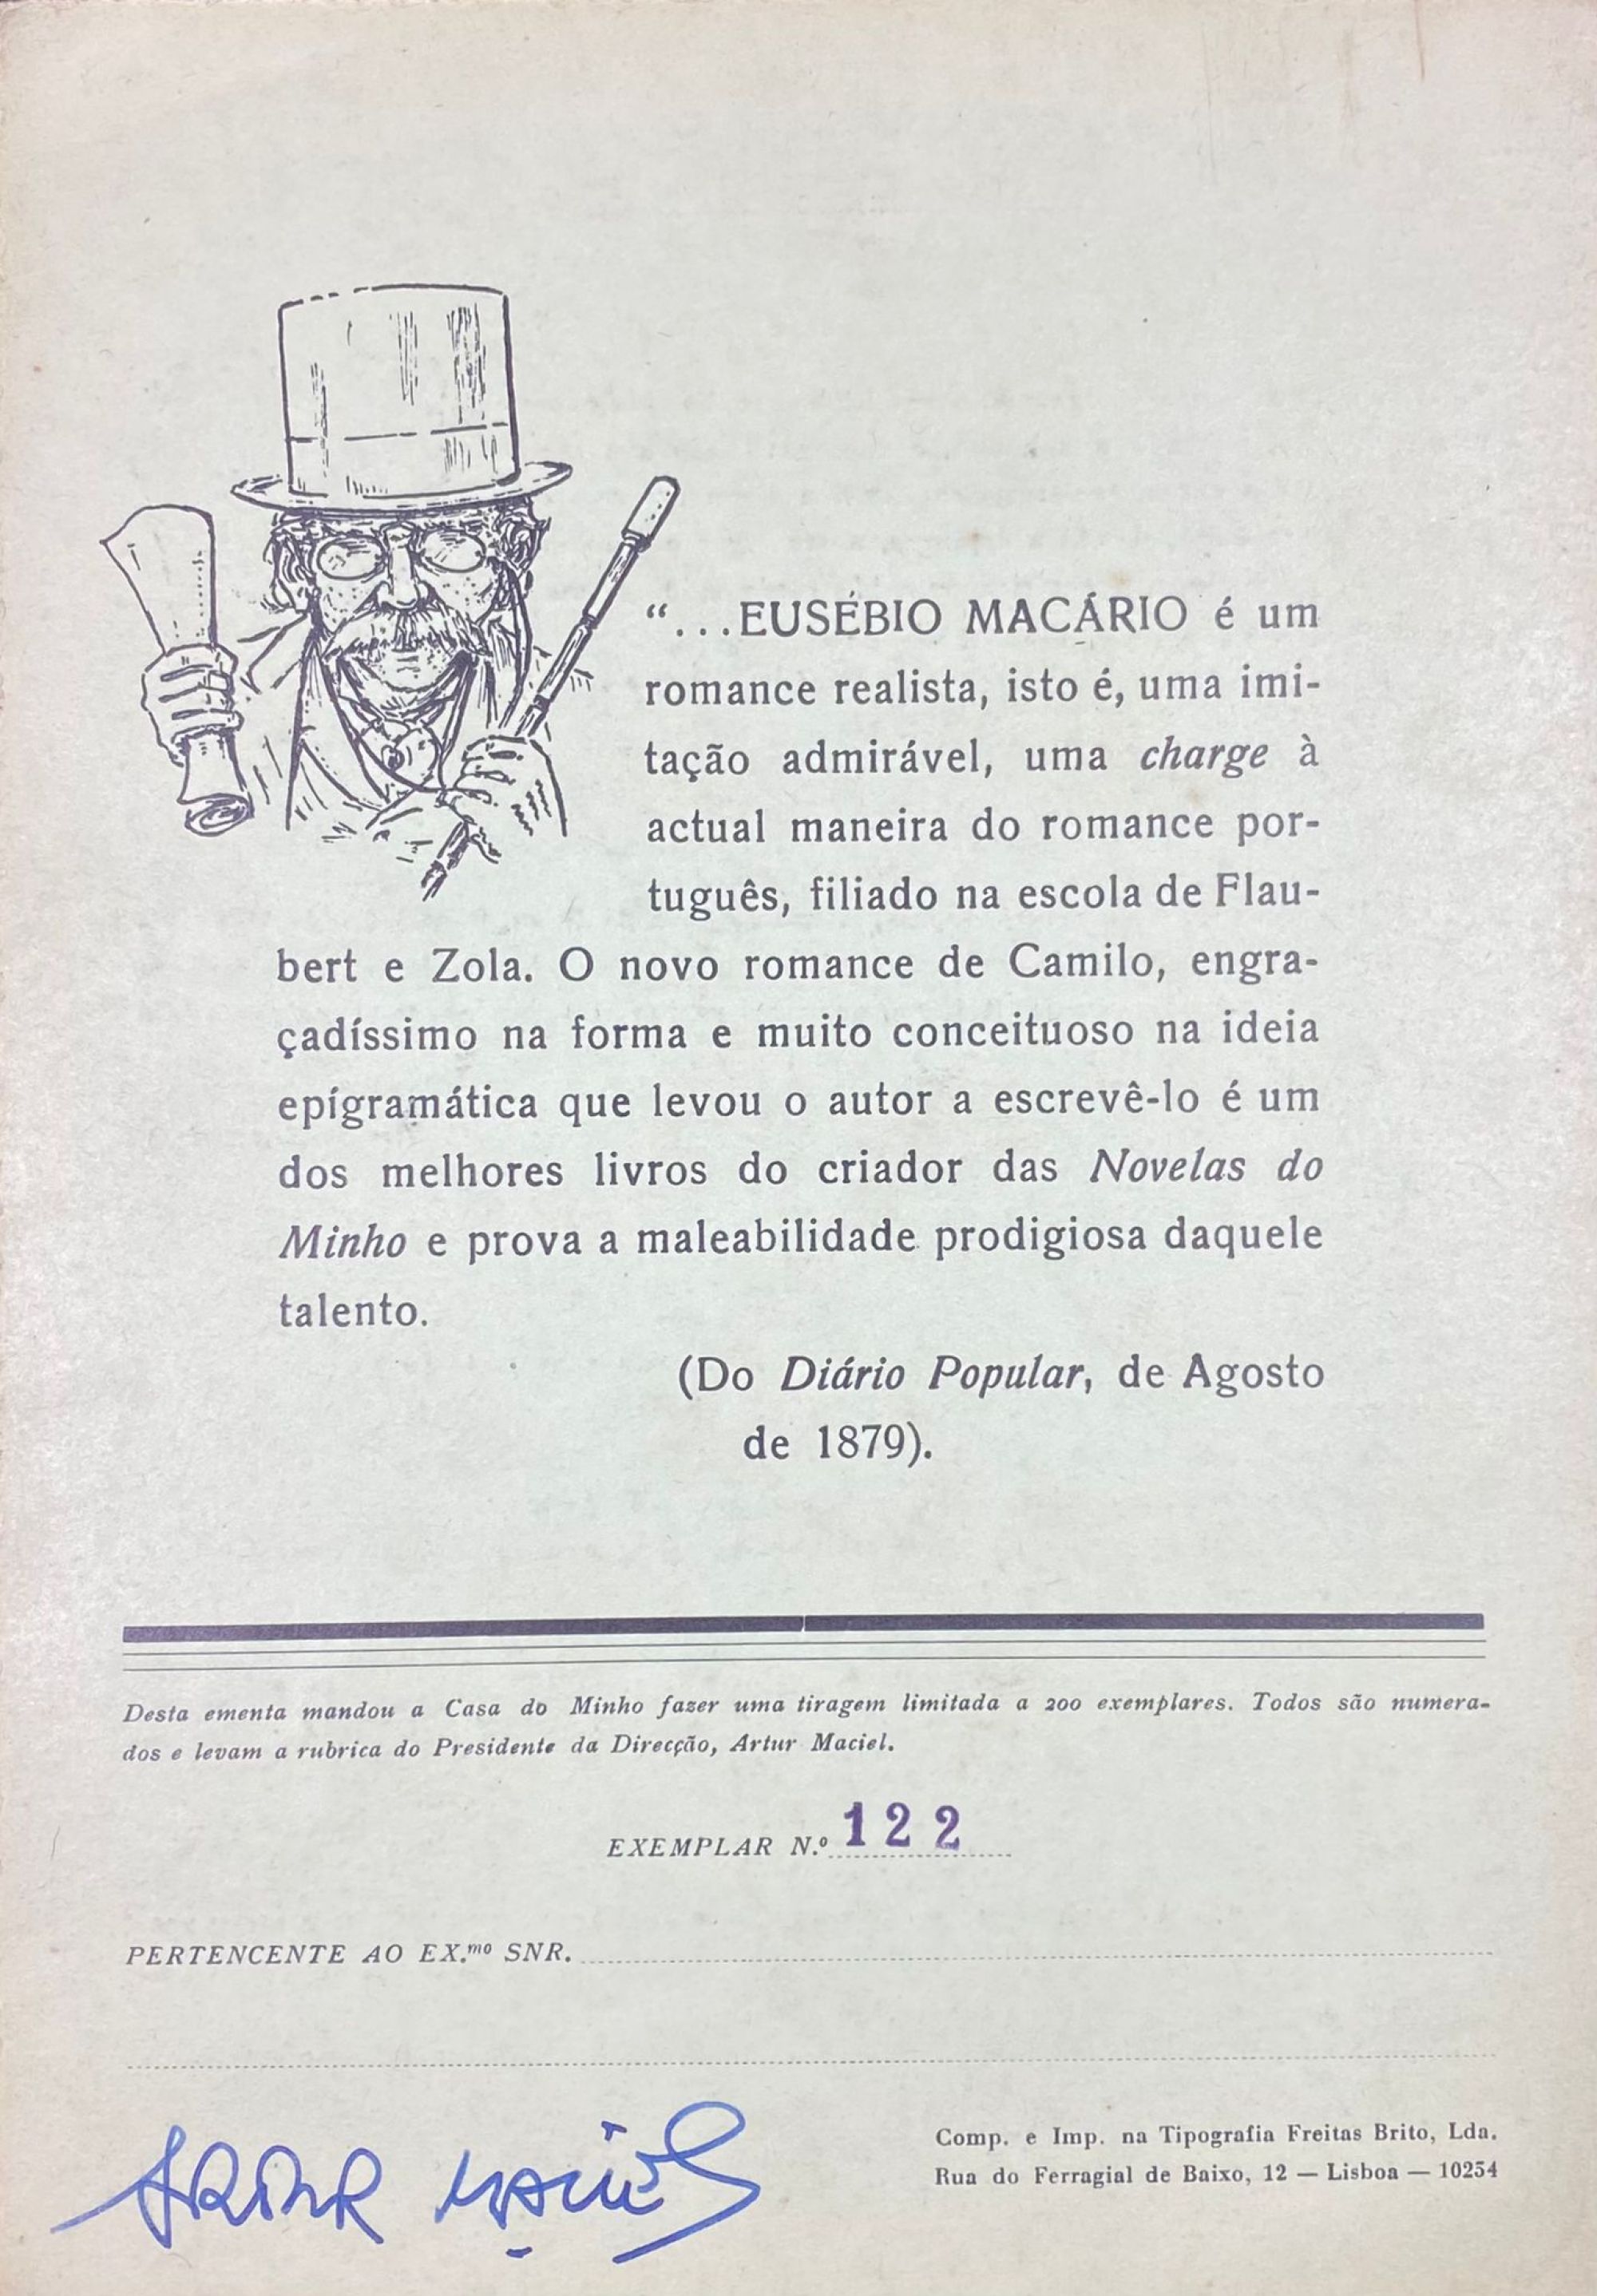 “...EUSÉBIO MACÁRIO é um
romance realista, isto é, uma imi-
tação admirável, uma charge à
actual maneira do romance por-
tuguês, filiado na escola de Flau-
bert e Zola. O novo romance de Camilo, engra-
çadíssimo na forma e muito conceituoso na ideia
epigramática que levou o autor a escrevê-lo é um
dos melhores livros do criador das Novelas do
Minho e prova a maleabilidade prodigiosa daquele
talento.
(Do Diário Popular, de Agosto
de 1879).
Desta ementa mandou a Casa do Minho fazer uma tiragem limitada a 200 exemplares. Todos são numera-
dos e levam a rubrica do Presidente da Direcção, Artur Maciel.
EXEMPLAR N.º 122
PERTENCENTE AO EX.mo SNR.
ARTUR MACIEL
Comp. e Imp. na Tipografia Freitas Brito, Lda.
Rua do Ferragial de Baixo, 12 — Lisboa — 10254